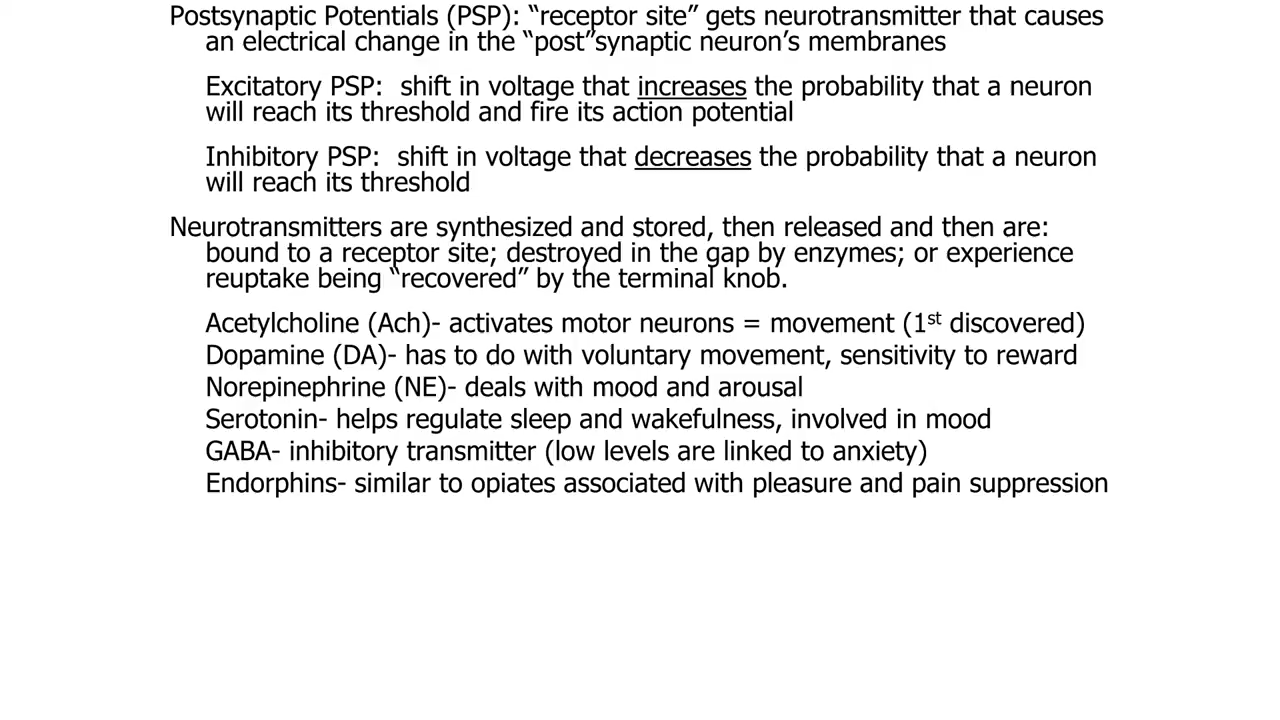 Postsynaptic Potentials (PSP): “receptor site” gets neurotransmitter that causes
an electrical change in the “post”synaptic neuron’s membranes
Excitatory PSP:  shift in voltage that increases the probability that a neuron
will reach its threshold and fire its action potential
Inhibitory PSP:  shift in voltage that decreases the probability that a neuron
will reach its threshold
Neurotransmitters are synthesized and stored, then released and then are:
bound to a receptor site; destroyed in the gap by enzymes; or experience
reuptake being “recovered” by the terminal knob.
Acetylcholine (Ach)- activates motor neurons = movement (1st discovered)
Dopamine (DA)- has to do with voluntary movement, sensitivity to reward
Norepinephrine (NE)- deals with mood and arousal
Serotonin- helps regulate sleep and wakefulness, involved in mood
GABA- inhibitory transmitter (low levels are linked to anxiety)
Endorphins- similar to opiates associated with pleasure and pain suppression